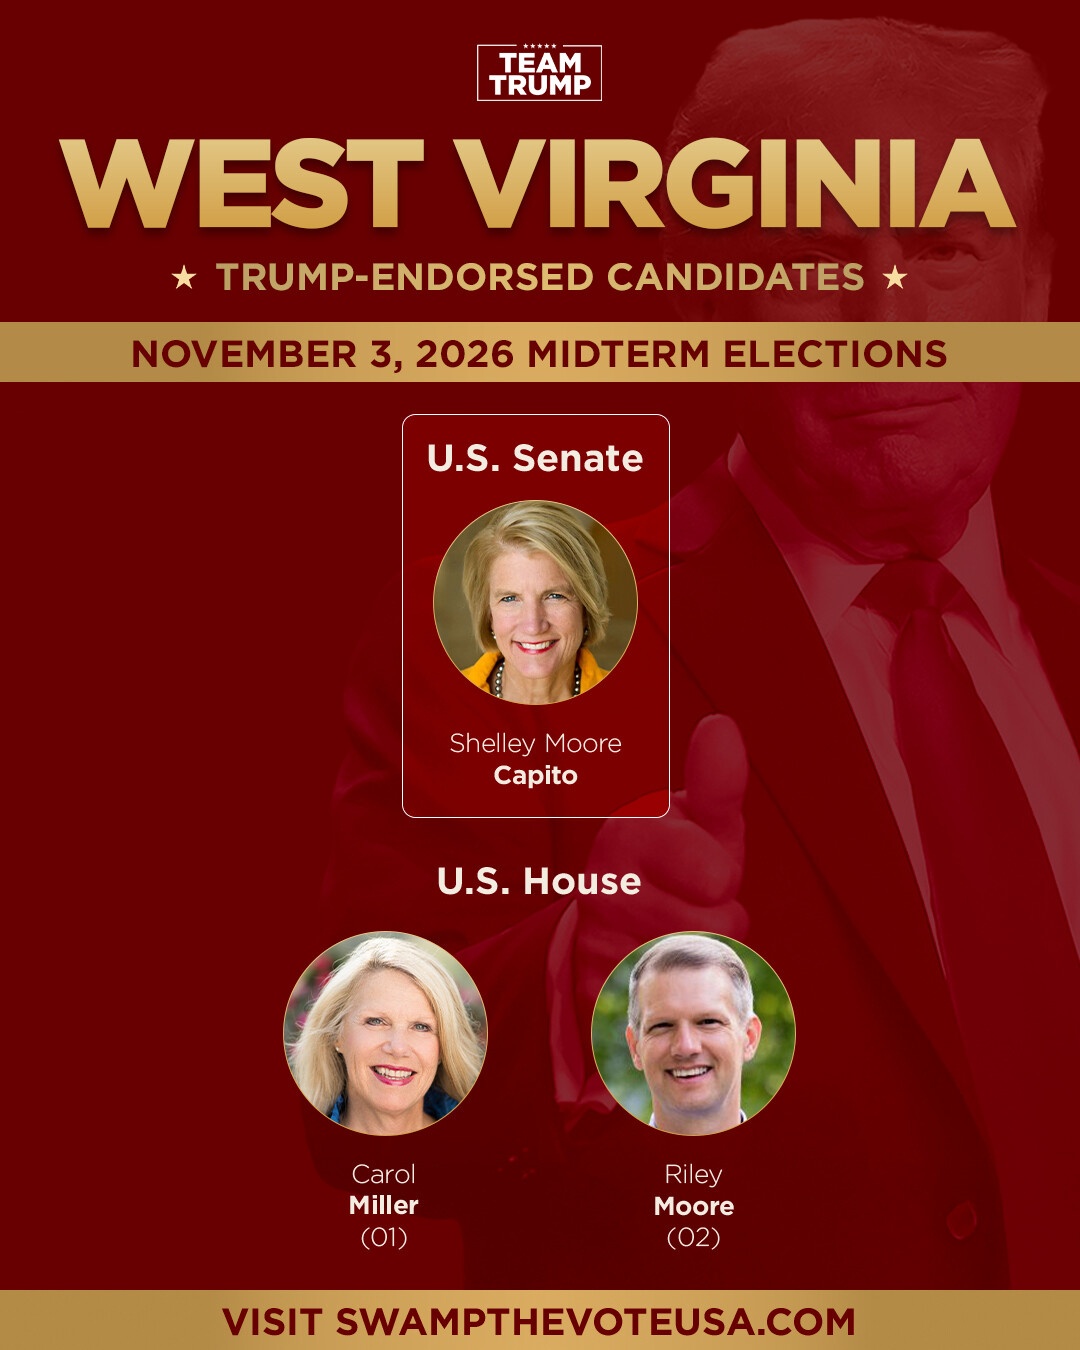 TEAM
TRUMP
WEST VIRGINIA
★ TRUMP-ENDORSED CANDIDATES ★
NOVEMBER 3, 2026 MIDTERM ELECTIONS
U.S. Senate
Shelley Moore
Capito
U.S. House
Carol
Miller
(01)
Riley
Moore
(02)
VISIT SWAMPTHEVOTEUSA.COM